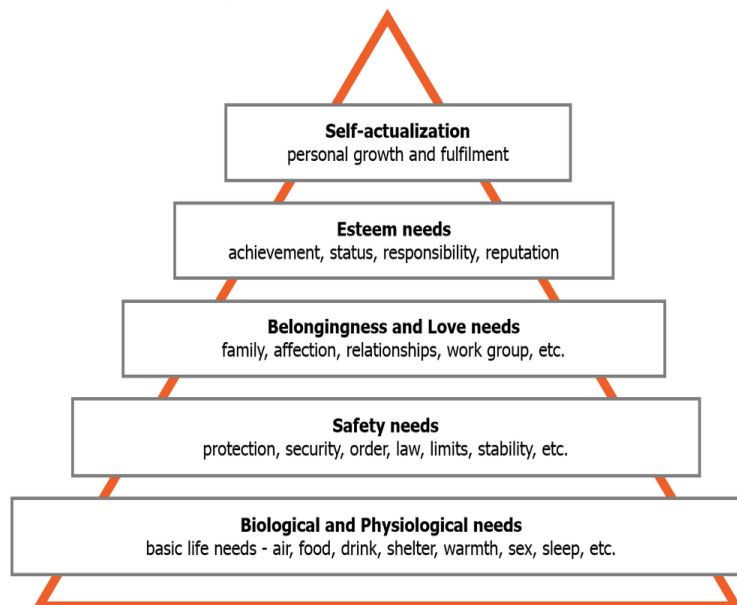 Self-actualization
personal growth and fulfilment
Esteem needs
achievement, status, responsibility, reputation
Belongingness and Love needs
family, affection, relationships, work group, etc.
Safety needs
protection, security, order, law, limits, stability, etc.
Biological and Physiological needs
basic life needs - air, food, drink, shelter, warmth, sex, sleep, etc.